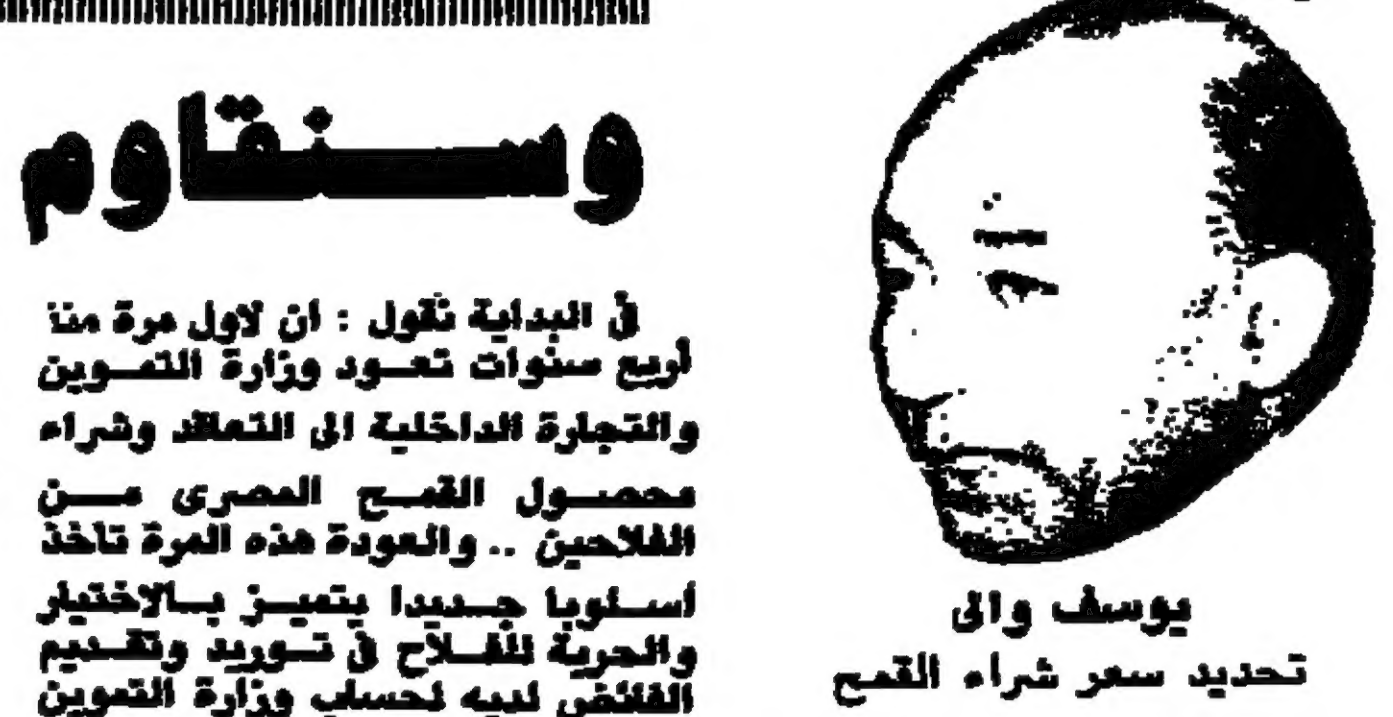 وسنقاوم
في البداية نقول : ان لاول مرة منذ
أربع سنوات تعود وزارة التموين
والتجارة الداخلية الى التعاقد وشراء
محصول القمح المصرى من
الفلاحين .. والعودة هذه المرة تاخذ
أسلوبا جديدا يتميز بالاختيار
والحرية للفلاح في توريد وتقديم
الفائض لديه لحساب وزارة التموين
يوسف والى
تحديد سعر شراء القمح